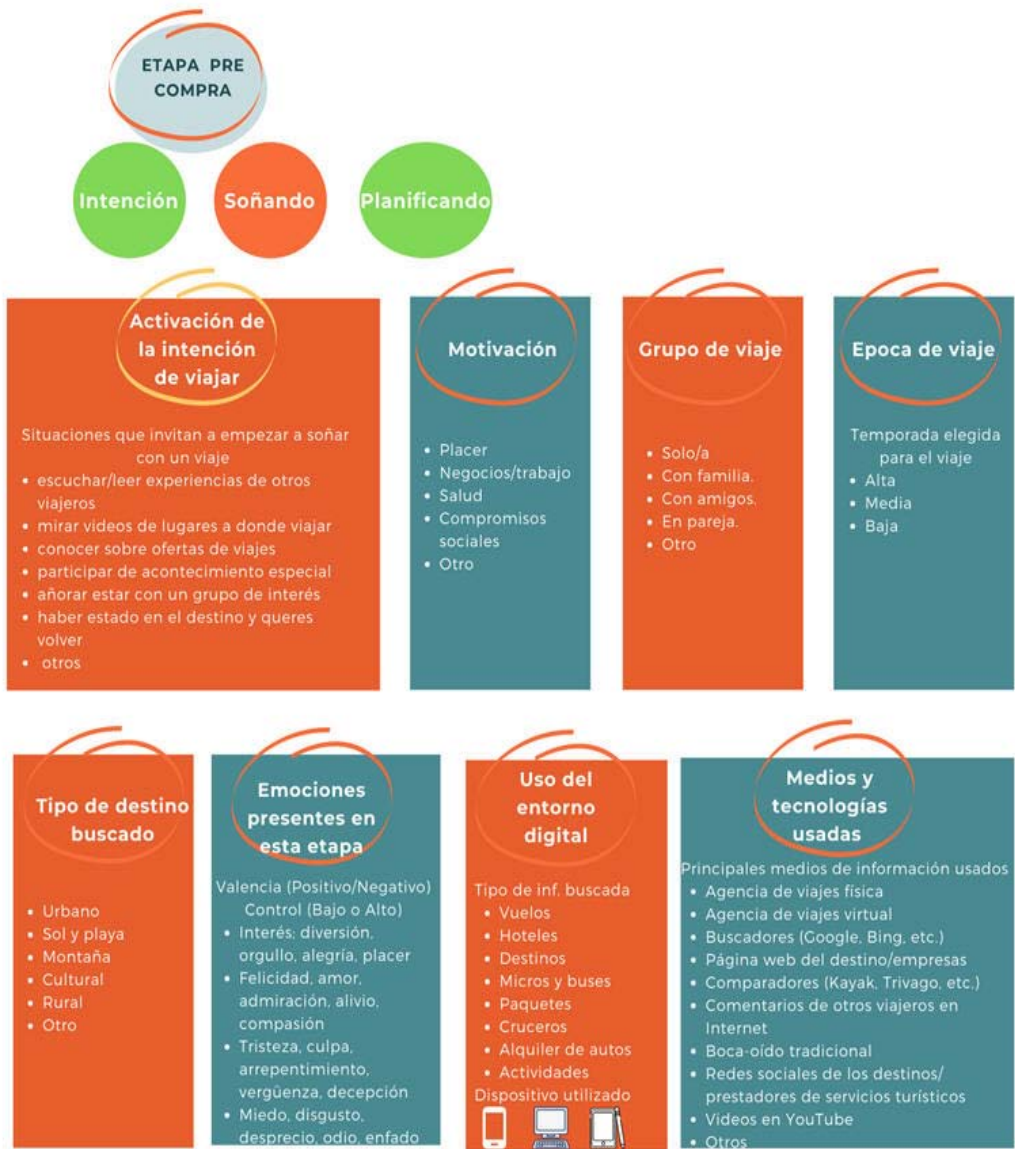 ETAPA PRE
COMPRA
Intención
Soñando
Planificando
Activación de
la intención
de viajar
Situaciones que invitan a empezar a soñar
con un viaje
• escuchar/leer experiencias de otros
viajeros
• mirar videos de lugares a donde viajar
• conocer sobre ofertas de viajes
• participar de acontecimiento especial
• añorar estar con un grupo de interés
• haber estado en el destino y queres
volver
• otros
Motivación
• Placer
• Negocios/trabajo
• Salud
• Compromisos
sociales
• Otro
Grupo de viaje
• Solo/a
• Con familia.
• Con amigos.
• En pareja.
• Otro
Epoca de viaje
Temporada elegida
para el viaje
• Alta
• Media
• Baja
Tipo de destino
buscado
• Urbano
• Sol y playa
• Montaña
• Cultural
• Rural
• Otro
Emociones
presentes en
esta etapa
Valencia (Positivo/Negativo)
Control (Bajo o Alto)
• Interés; diversión,
orgullo, alegría, placer
• Felicidad, amor,
admiración, alivio,
compasión
• Tristeza, culpa,
arrepentimiento,
vergüenza, decepción
• Miedo, disgusto,
desprecio, odio, enfado
Uso del
entorno
digital
Tipo de inf. buscada
• Vuelos
• Hoteles
• Destinos
• Micros y buses
• Paquetes
• Cruceros
• Alquiler de autos
• Actividades
Dispositivo utilizado
Medios y
tecnologías
usadas
Principales medios de información usados
• Agencia de viajes física
• Agencia de viajes virtual
• Buscadores (Google, Bing, etc.)
• Página web del destino/empresas
• Comparadores (Kayak, Trivago, etc.)
• Comentarios de otros viajeros en
Internet
• Boca-oído tradicional
• Redes sociales de los destinos/
prestadores de servicios turísticos
• Videos en YouTube
• Otros